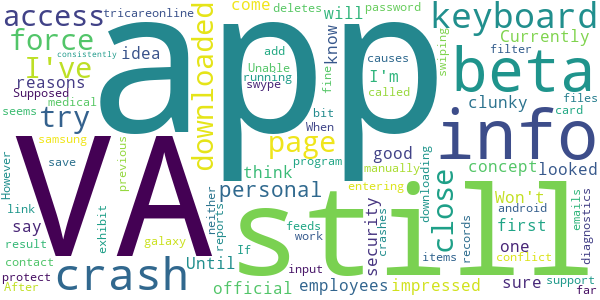 access
tricareonline
force
deletes
come
password
keyboard
I've
reasons
consistently
idea
add
will
know
swiping
Currently
Supposed
Unable
running
causes
filter
beta
seems
medical
swype
fine
I'm
clunky
files
try
downloaded
app
When
bit
called
info
card
samsung
page
program
manually
good
looked
save
previous
think
entering
concept
However
VA
personal
still
close
downloading
Won't
android
first
link
say
exhibit
neither
reports
If
feeds
work
security
crashes
items
records
one
emails
conflict
diagnostics
result
contact
crash
galaxy
Until
input
protect
After
official
employees
impressed
sure
support
far